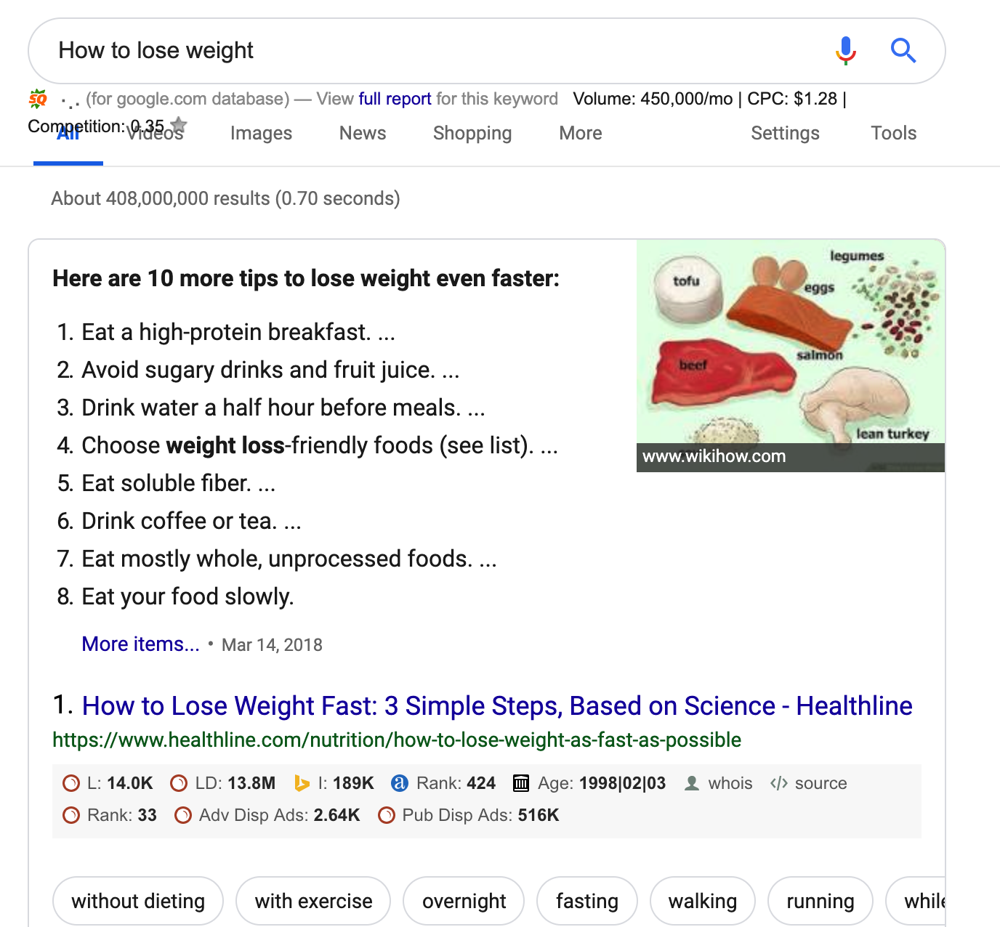 How to lose weight
SQ (for google.com database) — View full report for this keyword Volume: 450,000/mo | CPC: $1.28 |
Competition: 0.35
All Videos Images News Shopping More Settings Tools
About 408,000,000 results (0.70 seconds)
Here are 10 more tips to lose weight even faster:
1. Eat a high-protein breakfast. ...
2. Avoid sugary drinks and fruit juice. ...
3. Drink water a half hour before meals. ...
4. Choose weight loss-friendly foods (see list). ...
5. Eat soluble fiber. ...
6. Drink coffee or tea. ...
7. Eat mostly whole, unprocessed foods. ...
8. Eat your food slowly.
More items... • Mar 14, 2018
legumes
tofu
eggs
salmon
beef
lean turkey
www.wikihow.com
1. How to Lose Weight Fast: 3 Simple Steps, Based on Science - Healthline
https://www.healthline.com/nutrition/how-to-lose-weight-as-fast-as-possible
L: 14.0K LD: 13.8M I: 189K a Rank: 424 Age: 1998|02|03 whois </> source
Rank: 33 Adv Disp Ads: 2.64K Pub Disp Ads: 516K
without dieting with exercise overnight fasting walking running while